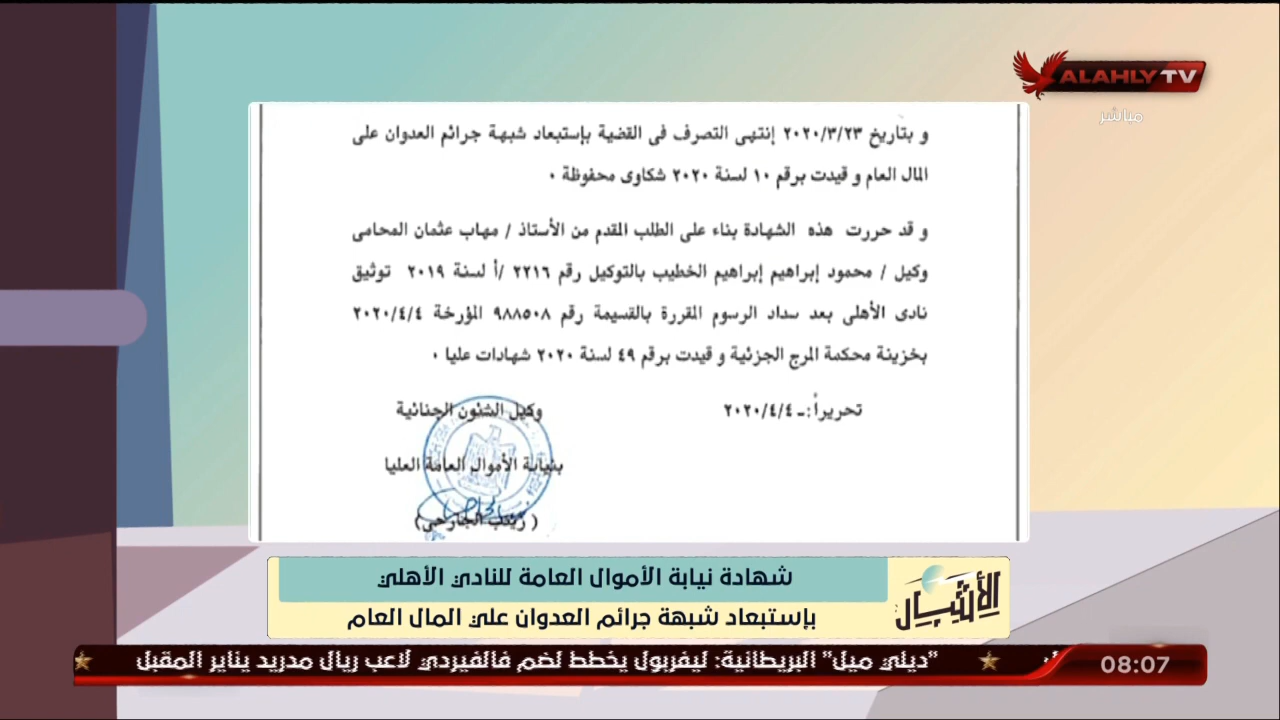 ALAHLY TV
مباشر
و بتاريخ ٢٠٢٠/٣/٢٣ إنتهى التصرف فى القضية بإستبعاد شبهة جرائم العدوان على
المال العام و قيدت برقم ١٠ لسنة ٢٠٢٠ شكاوى محفوظة ٠
و قد حررت هذه الشهادة بناء على الطلب المقدم من الأستاذ / مهاب عثمان المحامى
وكيل / محمود إبراهيم إبراهيم الخطيب بالتوكيل رقم ٢٢١٦ /أ لسنة ٢٠١٩ توثيق
نادى الأهلى بعد سداد الرسوم المقررة بالقسيمة رقم ٩٨٨٥٠٨ المؤرخة ٢٠٢٠/٤/٤
بخزينة محكمة المرج الجزئية و قيدت برقم ٤٩ لسنة ٢٠٢٠ شهادات عليا ٠
تحريراً :ـ ٢٠٢٠/٤/٤
وكيل الشئون الجنائية
بنيابة الأموال العامة العليا
( زينب الجارحى )
شهادة نيابة الأموال العامة للنادي الأهلي
بإستبعاد شبهة جرائم العدوان علي المال العام
الأشبال
"ديلي ميل" البريطانية: ليفربول يخطط لضم فالفيردي لاعب ريال مدريد يناير المقبل
08:07